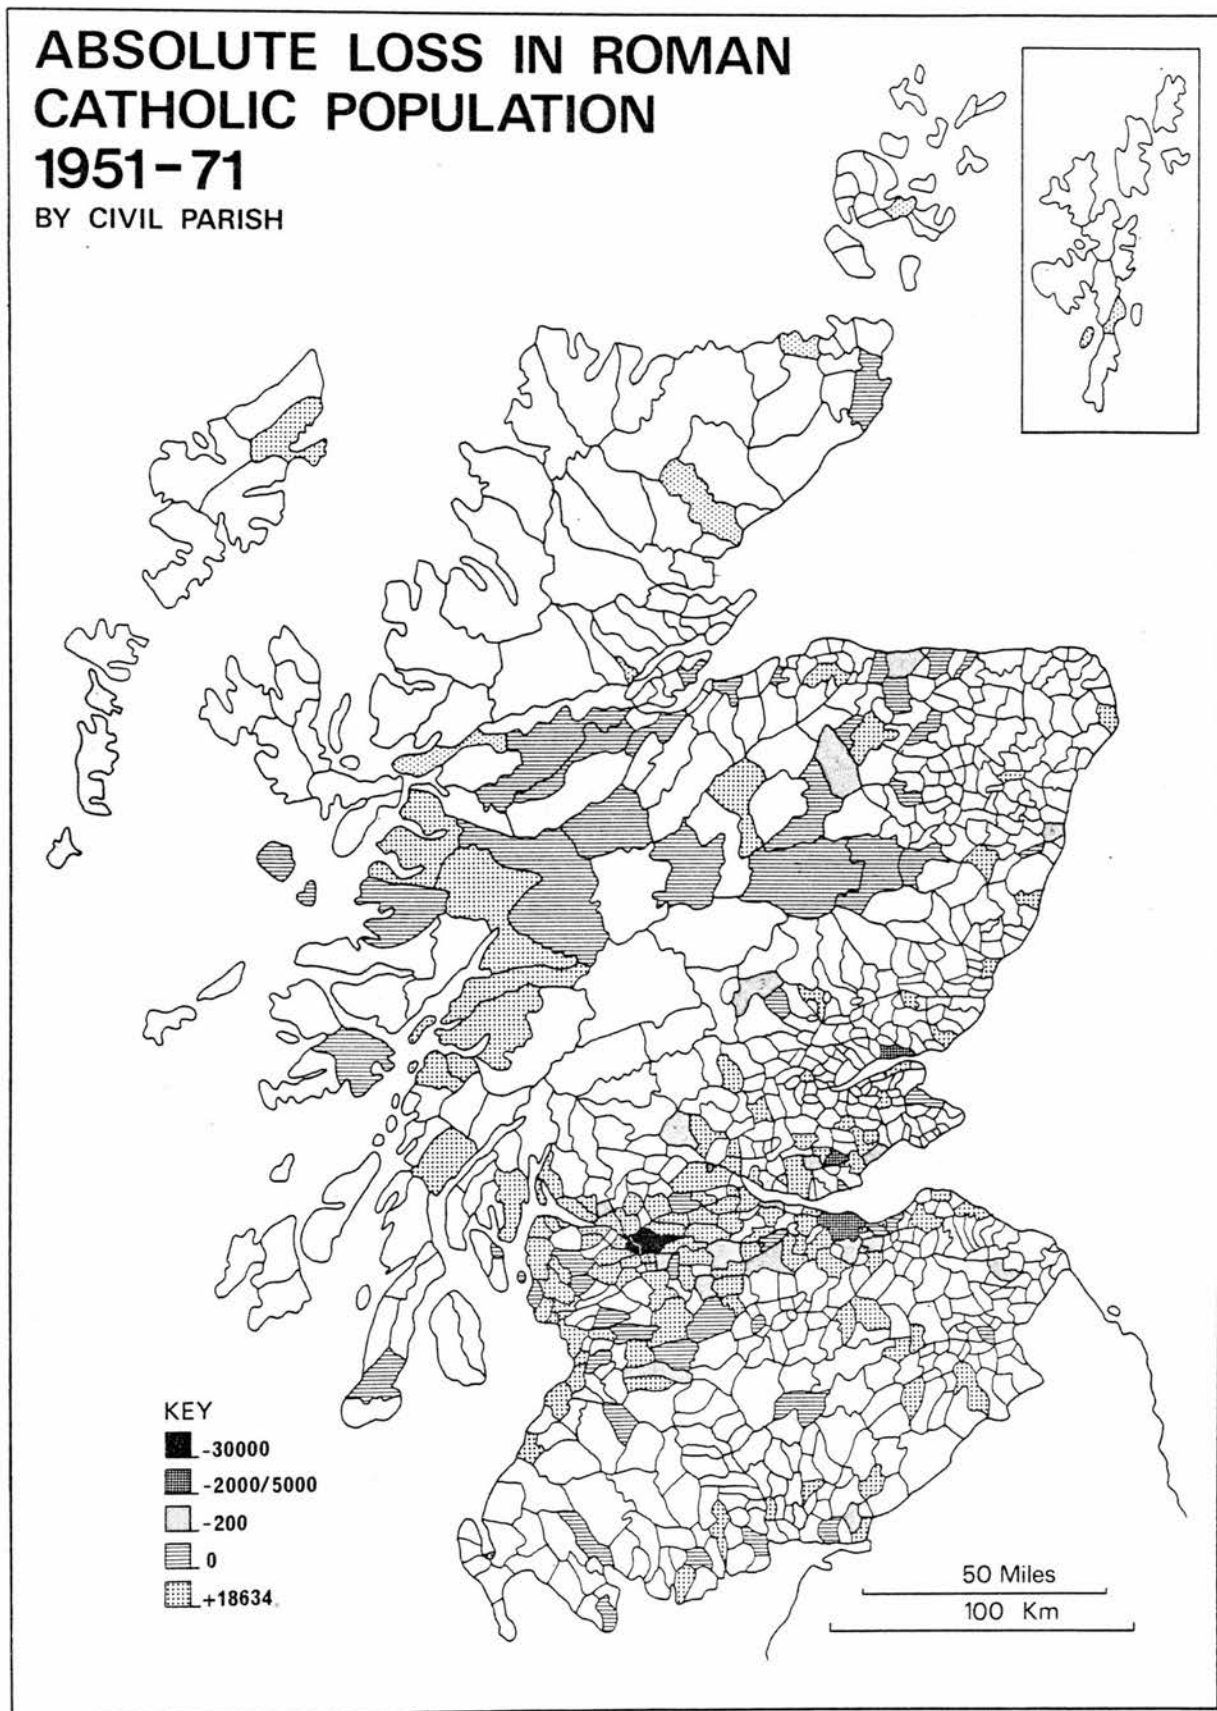 ABSOLUTE LOSS IN ROMAN
CATHOLIC POPULATION
1951-71
BY CIVIL PARISH
KEY
-30000
-2000/5000
-200
0
+18634
50 Miles
100 Km